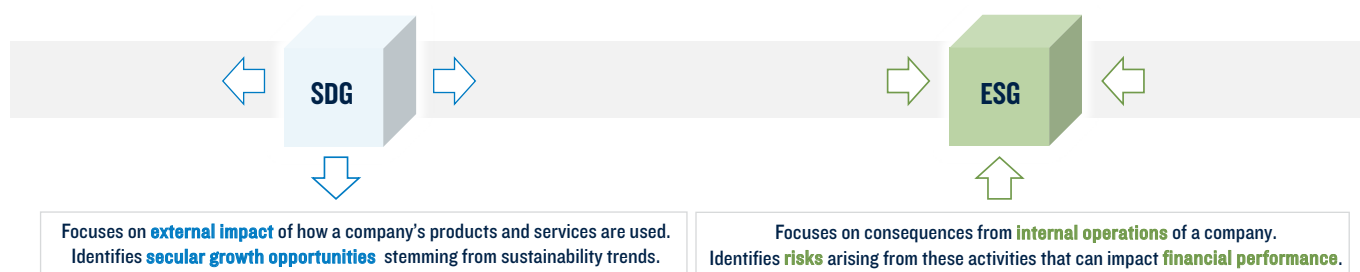 SDG
ESG
Focuses on external impact of how a company's products and services are used.
Identifies secular growth opportunities stemming from sustainability trends.
Focuses on consequences from internal operations of a company.
Identifies risks arising from these activities that can impact financial performance.